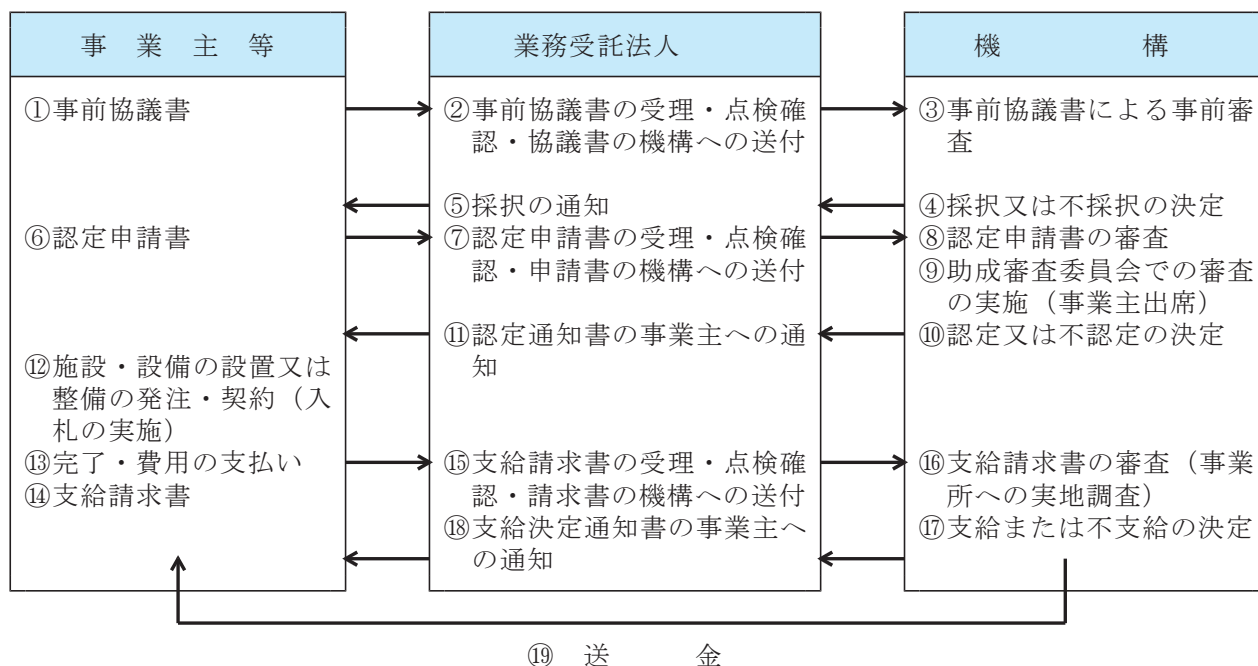 事業主等
業務受託法人
機構
①事前協議書
②事前協議書の受理・点検確
認・協議書の機構への送付
③事前協議書による事前審
査
⑤採択の通知
④採択又は不採択の決定
⑥認定申請書
⑦認定申請書の受理・点検確
認・申請書の機構への送付
⑧認定申請書の審査
⑨助成審査委員会での審査
の実施（事業主出席）
⑪認定通知書の事業主への通
知
⑩認定又は不認定の決定
⑫施設・設備の設置又は
整備の発注・契約（入
札の実施）
⑬完了・費用の支払い
⑭支給請求書
⑮支給請求書の受理・点検確
認・請求書の機構への送付
⑱支給決定通知書の事業主へ
の通知
⑯支給請求書の審査（事業
所への実地調査）
⑰支給または不支給の決定
⑲ 送 金